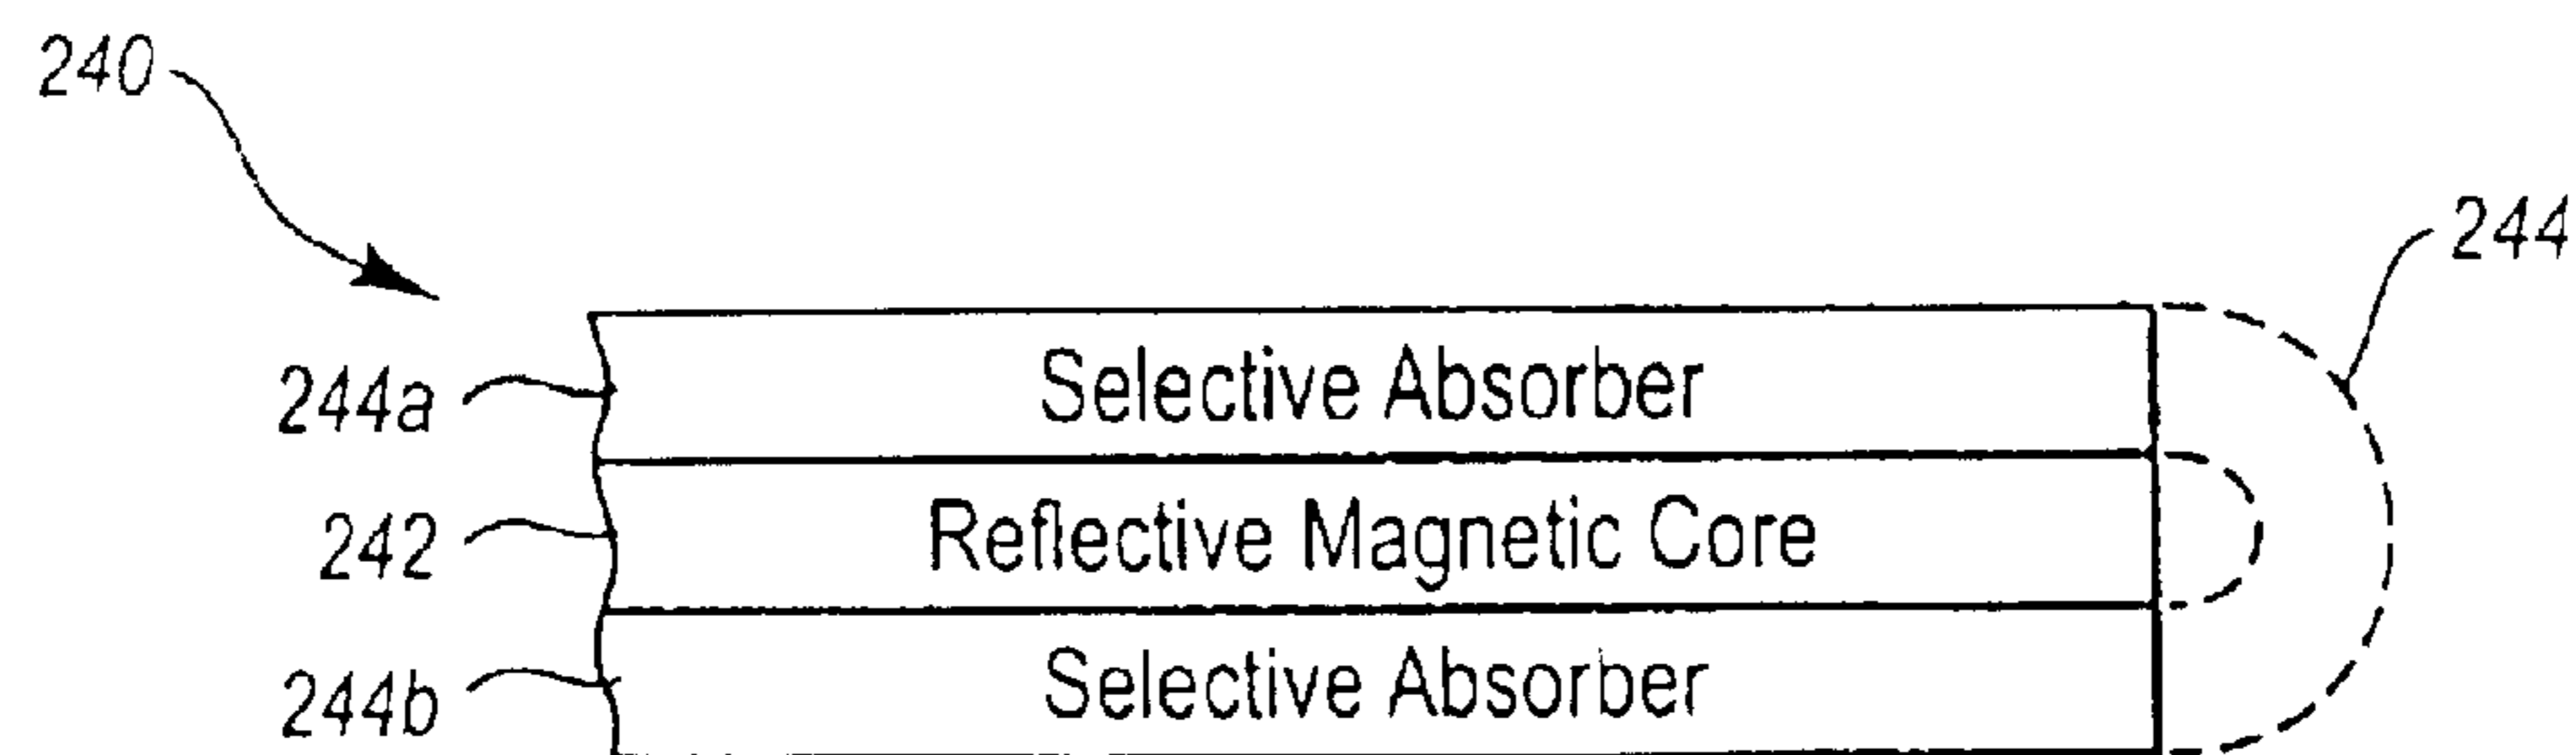 240
244
244a Selective Absorber
242 Reflective Magnetic Core
244b Selective Absorber